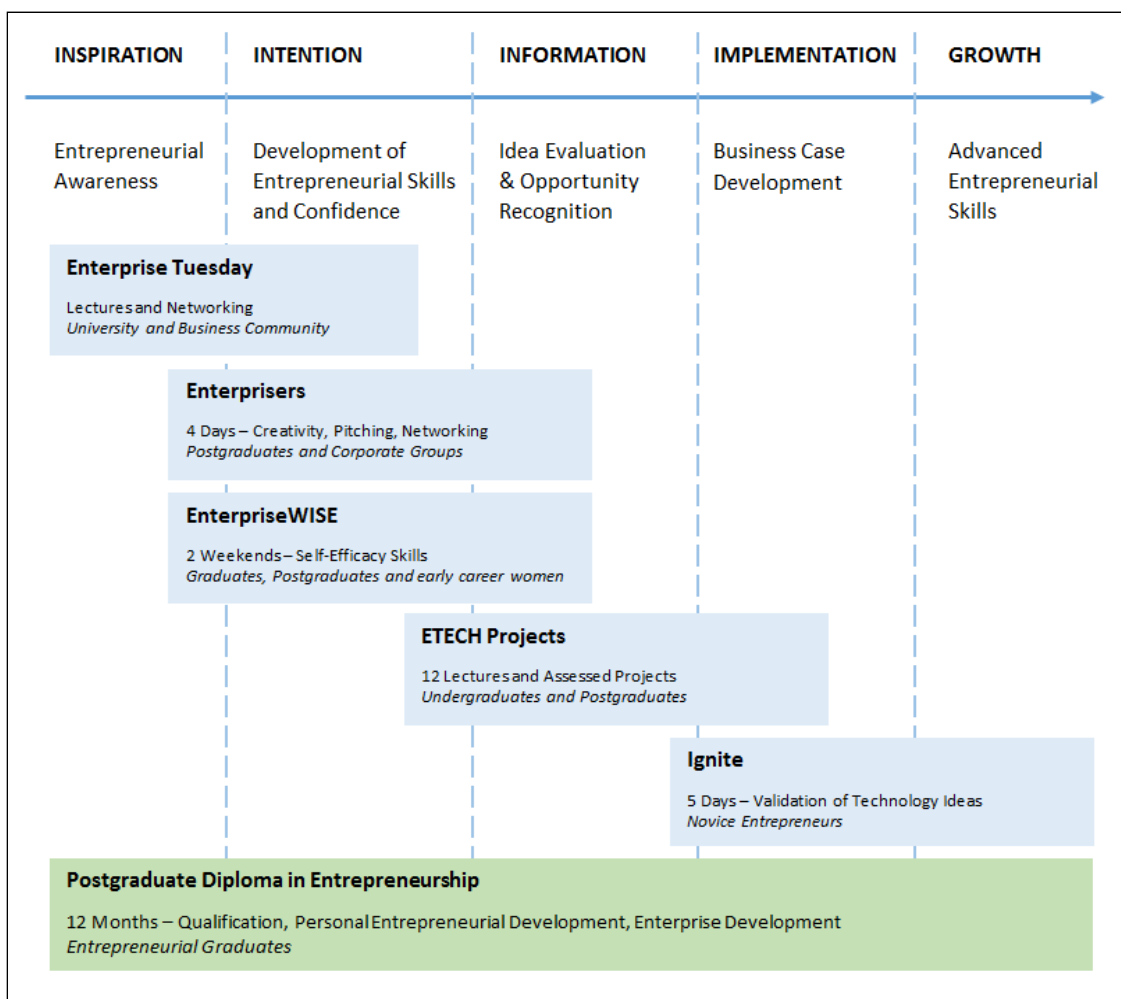 INSPIRATION
INTENTION
INFORMATION
IMPLEMENTATION
GROWTH
Entrepreneurial
Awareness
Development of
Entrepreneurial Skills
and Confidence
Idea Evaluation
& Opportunity
Recognition
Business Case
Development
Advanced
Entrepreneurial
Skills
Enterprise Tuesday
Lectures and Networking
University and Business Community
Enterprisers
4 Days – Creativity, Pitching, Networking
Postgraduates and Corporate Groups
EnterpriseWISE
2 Weekends – Self-Efficacy Skills
Graduates, Postgraduates and early career women
ETECH Projects
12 Lectures and Assessed Projects
Undergraduates and Postgraduates
Ignite
5 Days – Validation of Technology Ideas
Novice Entrepreneurs
Postgraduate Diploma in Entrepreneurship
12 Months – Qualification, Personal Entrepreneurial Development, Enterprise Development
Entrepreneurial Graduates